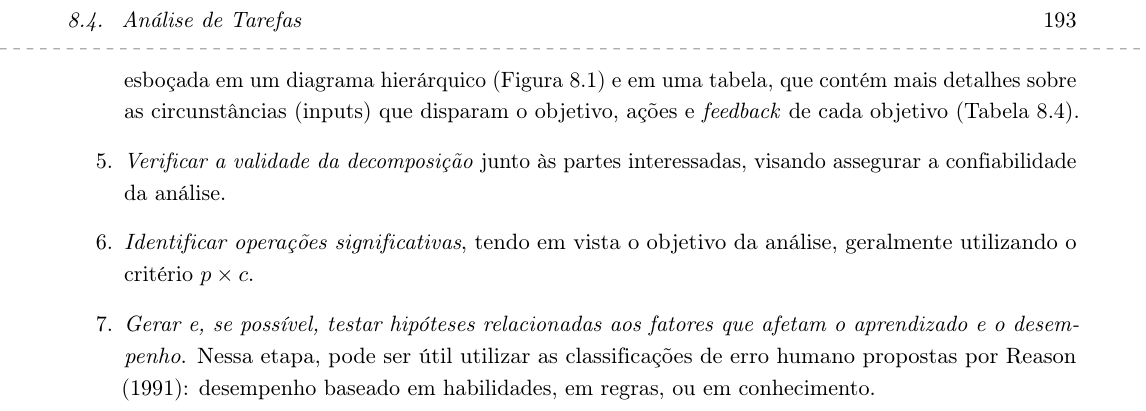 8.4. Análise de Tarefas 193
esboçada em um diagrama hierárquico (Figura 8.1) e em uma tabela, que contém mais detalhes sobre
as circunstâncias (inputs) que disparam o objetivo, ações e feedback de cada objetivo (Tabela 8.4).
5. Verificar a validade da decomposição junto às partes interessadas, visando assegurar a confiabilidade
da análise.
6. Identificar operações significativas, tendo em vista o objetivo da análise, geralmente utilizando o
critério p × c.
7. Gerar e, se possível, testar hipóteses relacionadas aos fatores que afetam o aprendizado e o desem-
penho. Nessa etapa, pode ser útil utilizar as classificações de erro humano propostas por Reason
(1991): desempenho baseado em habilidades, em regras, ou em conhecimento.